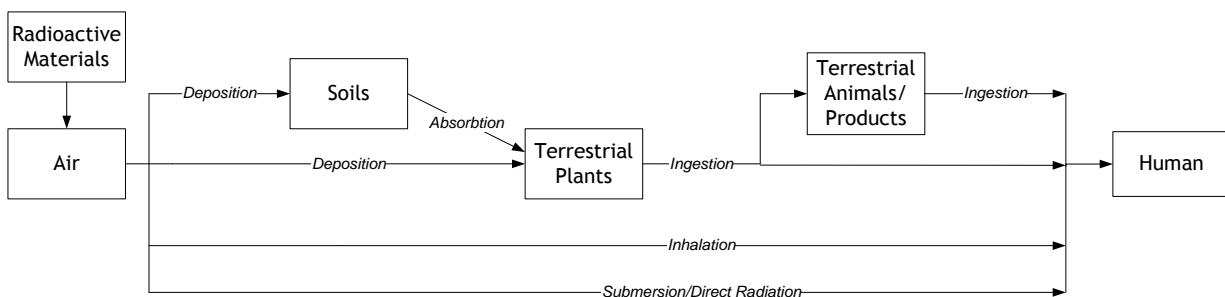 Radioactive
Materials
Air
Deposition
Soils
Absorbtion
Deposition
Terrestrial
Plants
Ingestion
Terrestrial
Animals/
Products
Ingestion
Human
Inhalation
Submersion/Direct Radiation